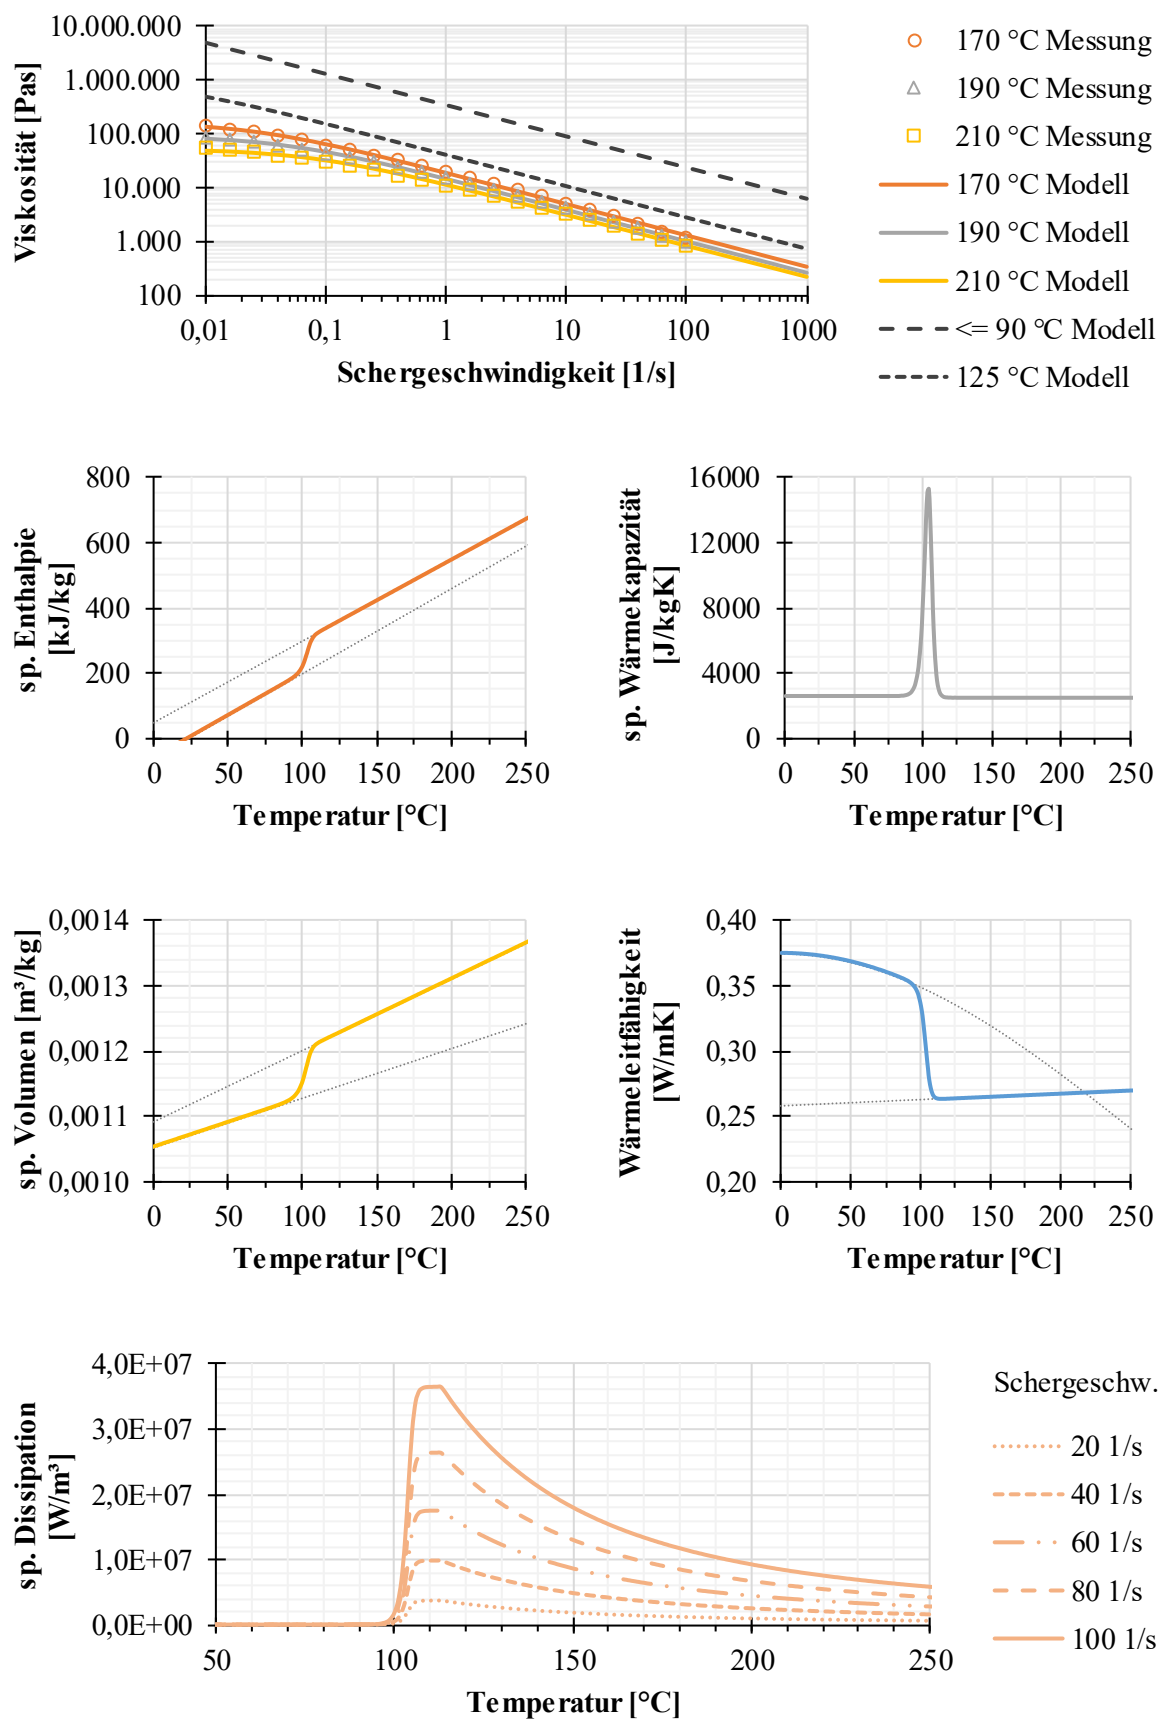 10.000.000
1.000.000
100.000
10.000
1.000
100
Viskosität [Pas]
0,01 0,1 1 10 100 1000
Schergeschwindigkeit [1/s]
170 °C Messung
190 °C Messung
210 °C Messung
170 °C Modell
190 °C Modell
210 °C Modell
<= 90 °C Modell
125 °C Modell
800
600
400
200
0
sp. Enthalpie
[kJ/kg]
0 50 100 150 200 250
Temperatur [°C]
16000
12000
8000
4000
0
sp. Wärmekapazität
[J/kgK]
0 50 100 150 200 250
Temperatur [°C]
0,0014
0,0013
0,0012
0,0011
0,0010
sp. Volumen [m³/kg]
0 50 100 150 200 250
Temperatur [°C]
0,40
0,35
0,30
0,25
0,20
Wärmeleitfähigkeit
[W/mK]
0 50 100 150 200 250
Temperatur [°C]
4,0E+07
3,0E+07
2,0E+07
1,0E+07
0,0E+00
sp. Dissipation
[W/m³]
50 100 150 200 250
Temperatur [°C]
Schergeschw.
20 1/s
40 1/s
60 1/s
80 1/s
100 1/s